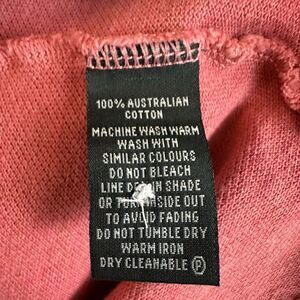 100% AUSTRALIAN
COTTON
MACHINE WASH WARM
WASH WITH
SIMILAR COLOURS
DO NOT BLEACH
LINE IN SHADE
OR INSIDE OUT
TO AVOID FADING
DO NOT TUMBLE DRY
WARM IRON
DRY CLEANABLE Ⓟ